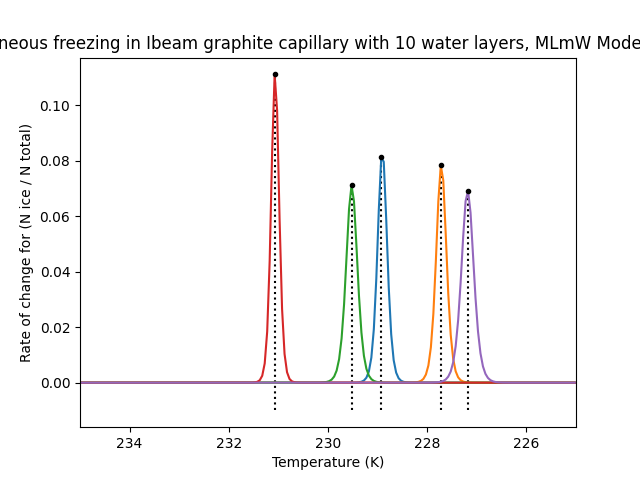 neous freezing in Ibeam graphite capillary with 10 water layers, MLmW Mode
0.10
0.08
0.06
0.04
0.02
0.00
Rate of change for (N ice / N total)
234 232 230 228 226
Temperature (K)